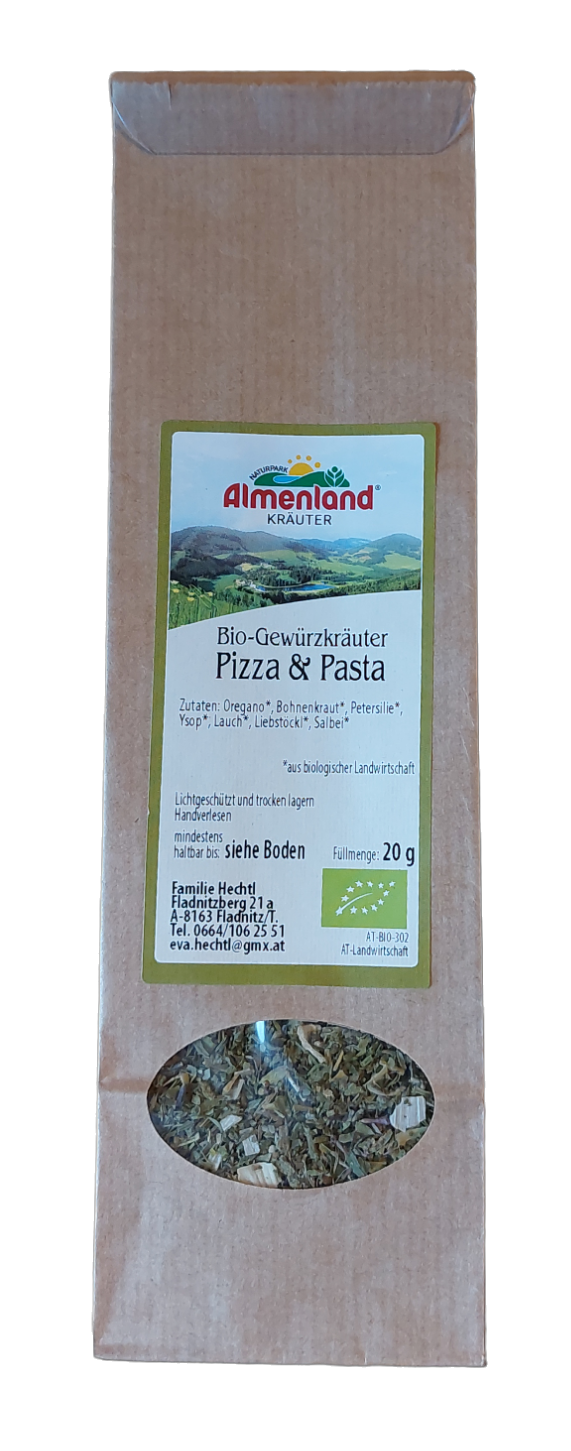 NATURPARK
Almenland®
KRÄUTER
Bio-Gewürzkräuter
Pizza & Pasta
Zutaten: Oregano*, Bohnenkraut*, Petersilie*,
Ysop*, Lauch*, Liebstöckl*, Salbei*
*aus biologischer Landwirtschaft
Lichtgeschützt und trocken lagern
Handverlesen
mindestens
haltbar bis: siehe Boden
Füllmenge: 20 g
Familie Hechtl
Fladnitzberg 21 a
A-8163 Fladnitz/T.
Tel. 0664/106 25 51
eva.hechtl@gmx.at
AT-BIO-302
AT-Landwirtschaft